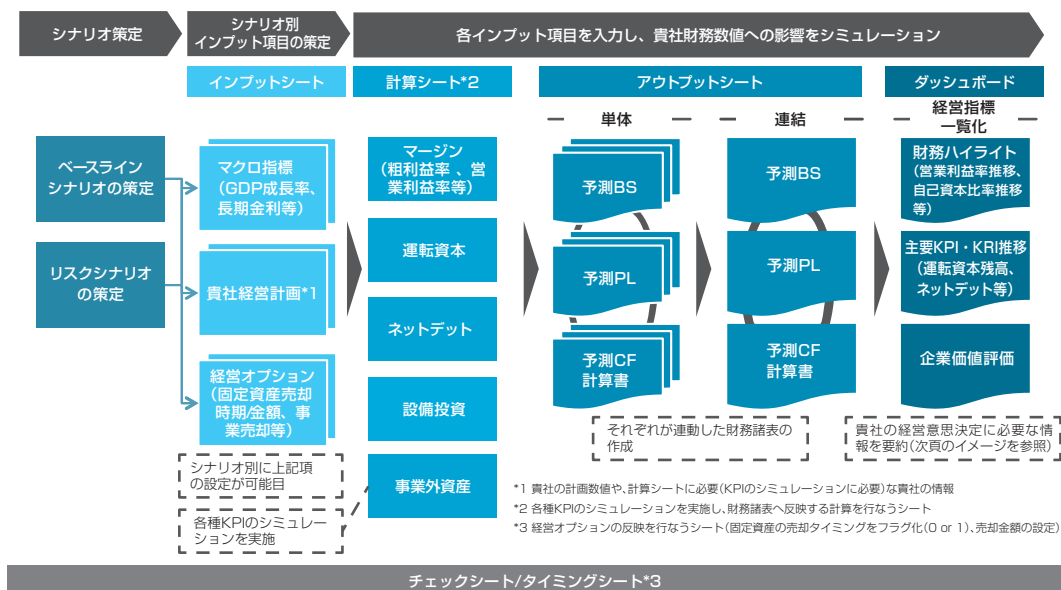 シナリオ策定
シナリオ別
インプット項目の策定
各インプット項目を入力し、貴社財務数値への影響をシミュレーション
インプットシート
計算シート*2
アウトプットシート
ダッシュボード
単体
連結
経営指標
一覧化
ベースライン
シナリオの策定
リスクシナリオ
の策定
マクロ指標
(GDP成長率、
長期金利等)
貴社経営計画*1
経営オプション
(固定資産売却
時期/金額、事
業売却等)
シナリオ別に上記項
の設定が可能目
各種KPIのシミュレー
ションを実施
マージン
(粗利益率 、営
業利益率等)
運転資本
ネットデット
設備投資
事業外資産
予測BS
予測PL
予測CF
計算書
予測BS
予測PL
予測CF
計算書
それぞれが連動した財務諸表の
作成
財務ハイライト
(営業利益率推移、
自己資本比率推移
等)
主要KPI・KRI推移
(運転資本残高、
ネットデット等)
企業価値評価
貴社の経営意思決定に必要な情
報を要約(次頁のイメージを参照)
*1 貴社の計画数値や、計算シートに必要(KPIのシミュレーションに必要)な貴社の情報
*2 各種KPIのシミュレーションを実施し、財務諸表へ反映する計算を行なうシート
*3 経営オプションの反映を行なうシート(固定資産の売却タイミングをフラグ化(0 or 1)、売却金額の設定)
チェックシート/タイミングシート*3